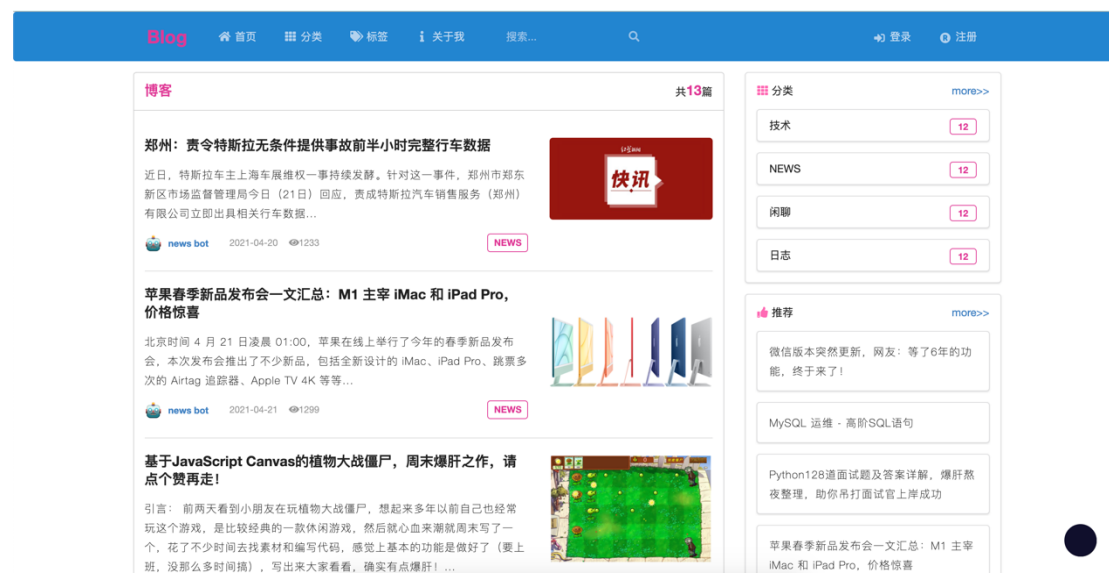 Blog 首页 分类 标签 关于我 搜索... 登录 注册
博客 共13篇
郑州：责令特斯拉无条件提供事故前半小时完整行车数据
近日，特斯拉车主上海车展维权一事持续发酵。针对这一事件，郑州市郑东
新区市场监督管理局今日（21日）回应，责成特斯拉汽车销售服务（郑州）
有限公司立即出具相关行车数据...
news bot 2021-04-20 1233 NEWS
快讯
苹果春季新品发布会一文汇总：M1 主宰 iMac 和 iPad Pro，
价格惊喜
北京时间 4 月 21 日凌晨 01:00，苹果在线上举行了今年的春季新品发布
会，本次发布会推出了不少新品，包括全新设计的 iMac、iPad Pro、跳票多
次的 Airtag 追踪器、Apple TV 4K 等等...
news bot 2021-04-21 1299 NEWS
基于JavaScript Canvas的植物大战僵尸，周末爆肝之作，请
点个赞再走！
引言： 前两天看到小朋友在玩植物大战僵尸，想起来多年以前自己也经常
玩这个游戏，是比较经典的一款休闲游戏，然后就心血来潮就周末写了一
个，花了不少时间去找素材和编写代码，感觉上基本的功能是做好了（要上
班，没那么多时间搞），写出来大家看看，确实有点爆肝！...
分类 more>>
技术 12
NEWS 12
闲聊 12
日志 12
推荐 more>>
微信版本突然更新，网友：等了6年的功
能，终于来了！
MySQL 运维 - 高阶SQL语句
Python128道面试题及答案详解，爆肝熬
夜整理，助你吊打面试官上岸成功
苹果春季新品发布会一文汇总：M1 主宰
iMac 和 iPad Pro，价格惊喜